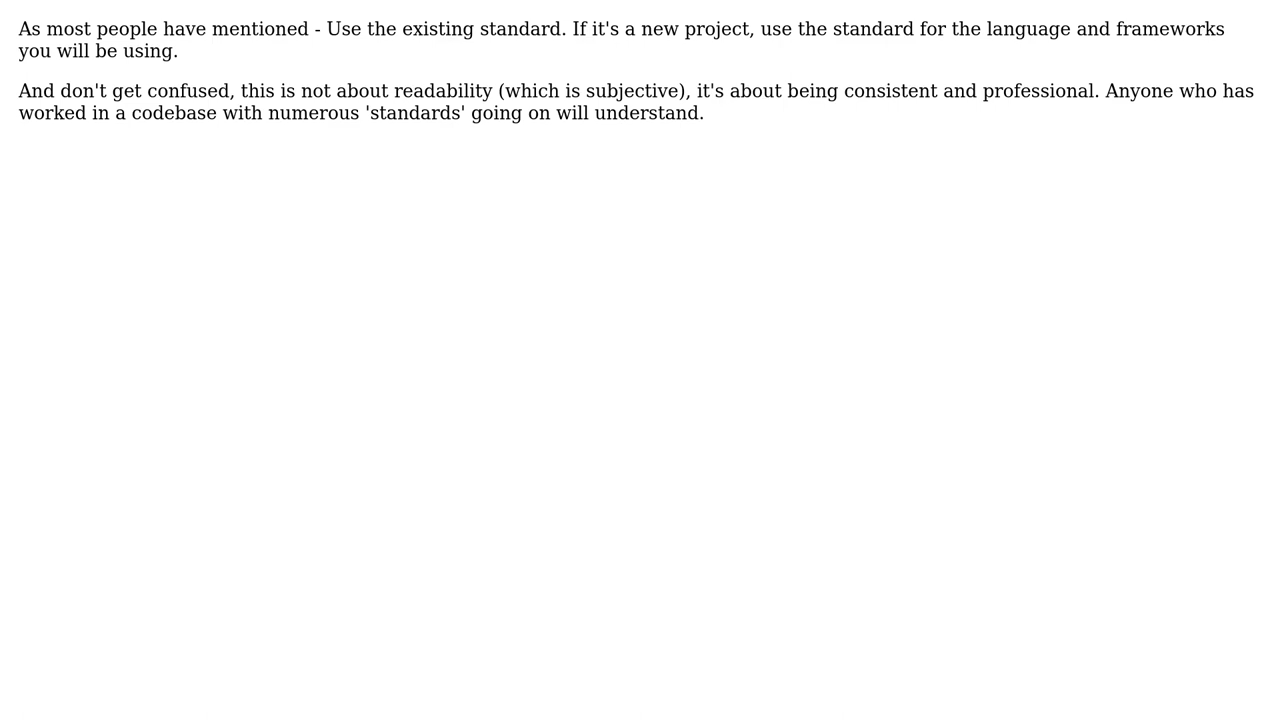 As most people have mentioned - Use the existing standard. If it's a new project, use the standard for the language and frameworks
you will be using.
And don't get confused, this is not about readability (which is subjective), it's about being consistent and professional. Anyone who has
worked in a codebase with numerous 'standards' going on will understand.